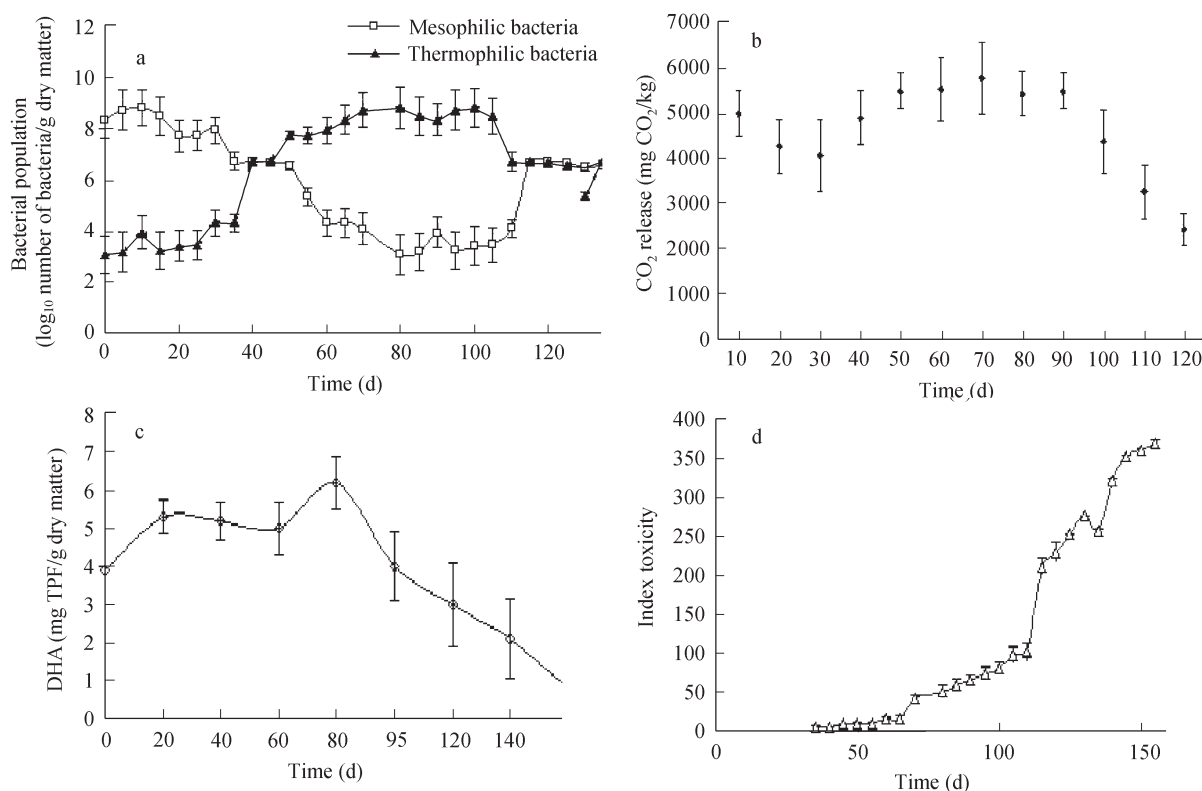 12
10
8
6
4
2
0
Bacterial population
(log₁₀ number of bacteria/g dry matter)
a
Mesophilic bacteria
Thermophilic bacteria
0 20 40 60 80 100 120
Time (d)
7000
6000
5000
4000
3000
2000
1000
0
CO₂ release (mg CO₂/kg)
b
10 20 30 40 50 60 70 80 90 100 110 120
Time (d)
8
7
6
5
4
3
2
1
0
DHA (mg TPF/g dry matter)
c
0 20 40 60 80 95 120 140
Time (d)
400
350
300
250
200
150
100
50
0
Index toxicity
d
0 50 100 150
Time (d)